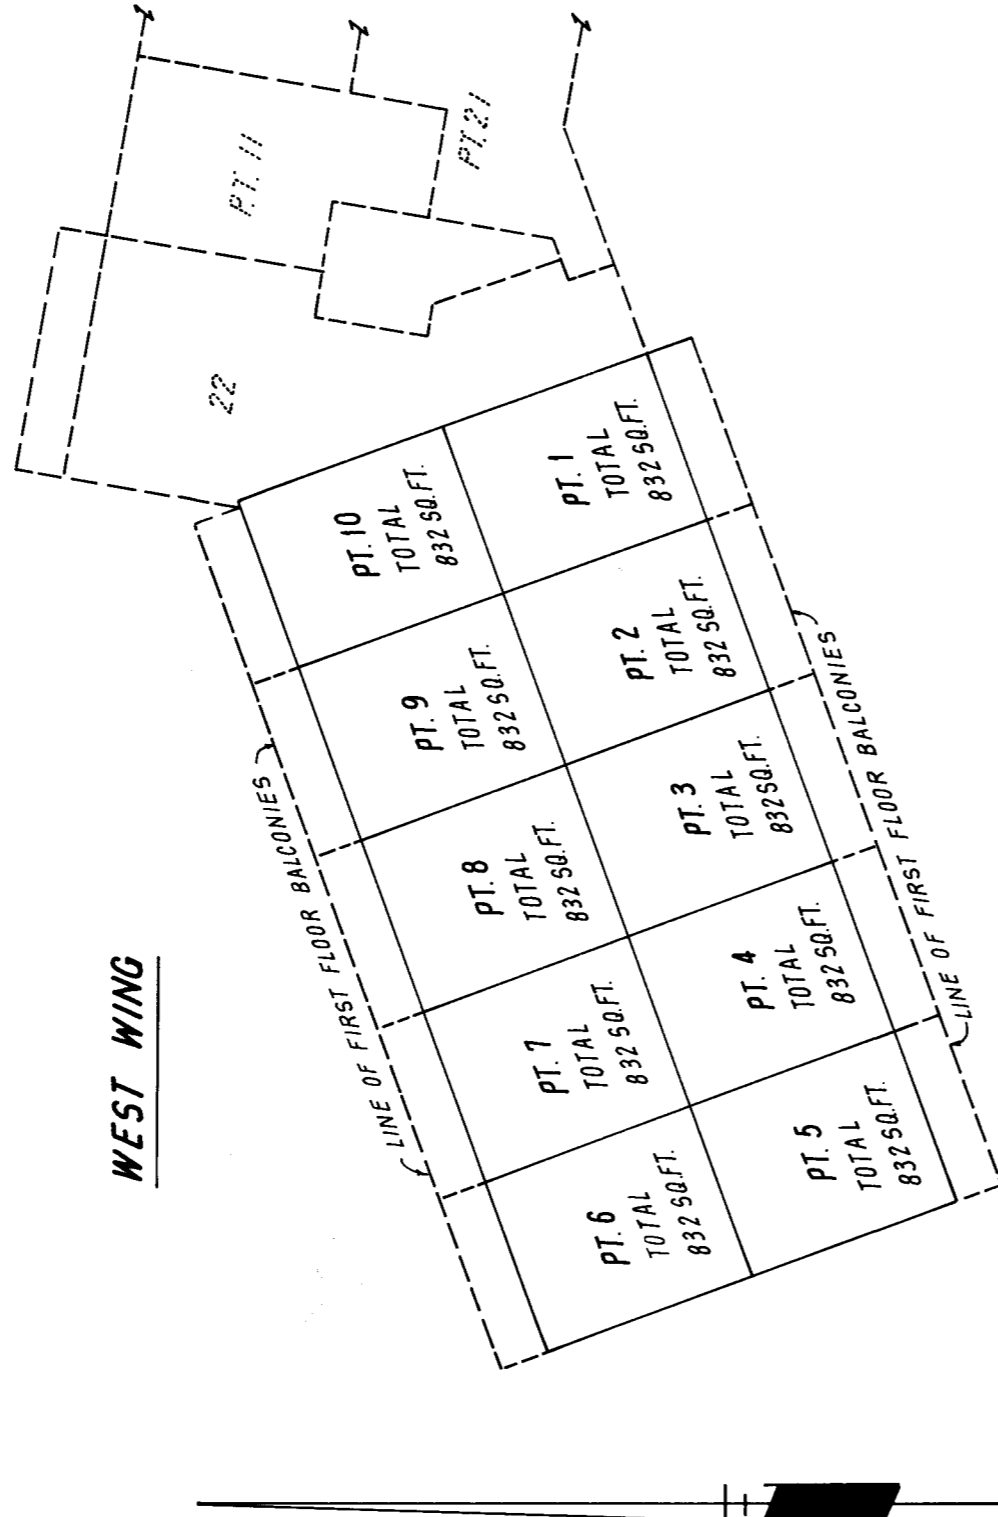 WEST WING
PT. 11
PT. 21
22
LINE OF FIRST FLOOR BALCONIES
PT. 10
TOTAL
832 SQ.FT.
PT. 9
TOTAL
832 SQ.FT.
PT. 8
TOTAL
832 SQ.FT.
PT. 7
TOTAL
832 SQ.FT.
PT. 6
TOTAL
832 SQ.FT.
PT. 1
TOTAL
832 SQ.FT.
PT. 2
TOTAL
832 SQ.FT.
PT. 3
TOTAL
832 SQ.FT.
PT. 4
TOTAL
832 SQ.FT.
PT. 5
TOTAL
832 SQ.FT.
LINE OF FIRST FLOOR BALCONIES